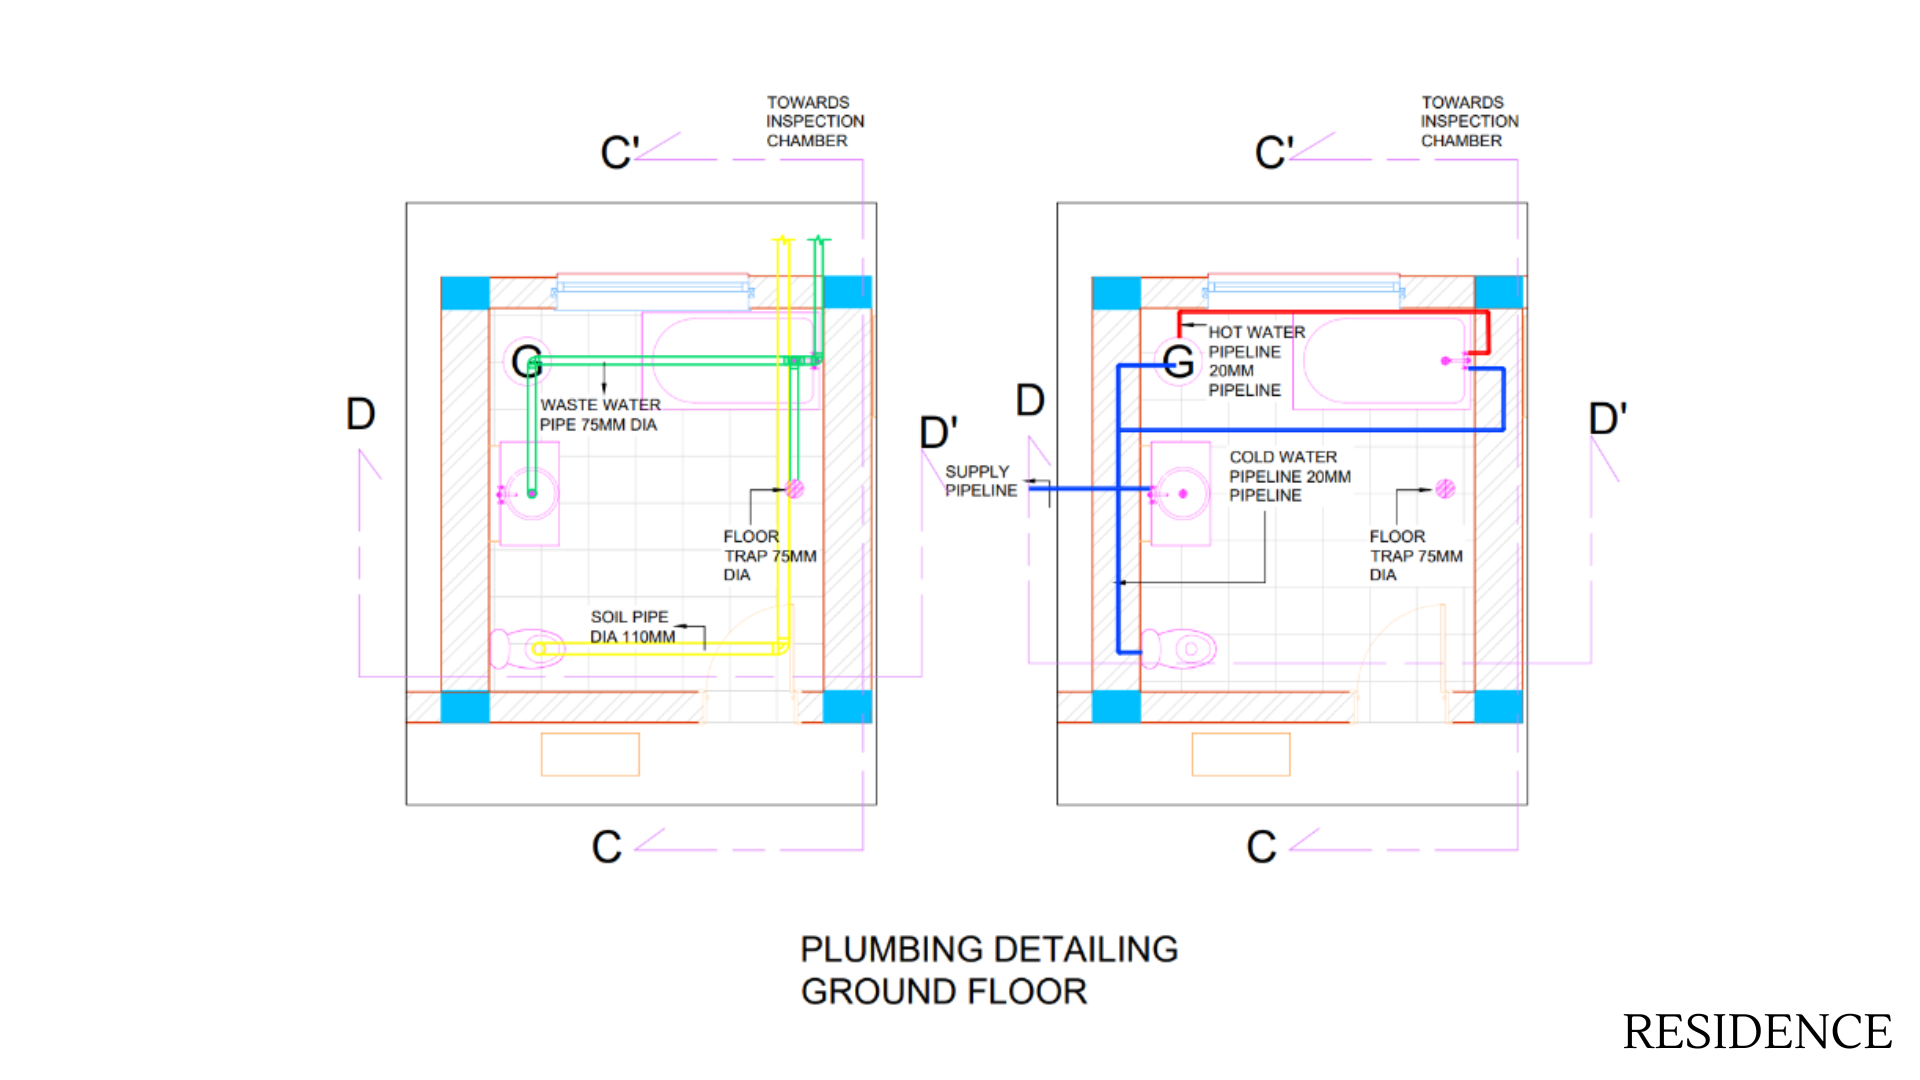 TOWARDS
INSPECTION
CHAMBER
C'
G
WASTE WATER
PIPE 75MM DIA
D
D'
FLOOR
TRAP 75MM
DIA
SOIL PIPE
DIA 110MM
C
TOWARDS
INSPECTION
CHAMBER
C'
HOT WATER
PIPELINE
20MM
PIPELINE
G
D
D'
SUPPLY
PIPELINE
COLD WATER
PIPELINE 20MM
PIPELINE
FLOOR
TRAP 75MM
DIA
C
PLUMBING DETAILING
GROUND FLOOR
RESIDENCE